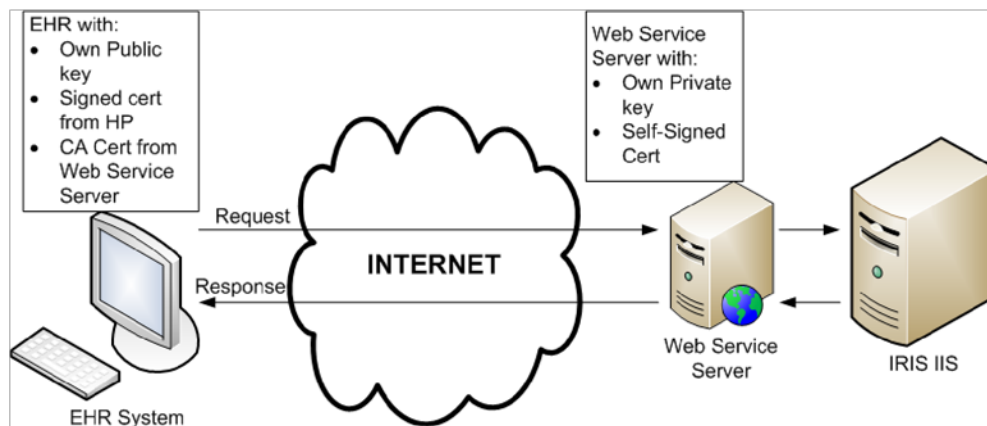 EHR with:
• Own Public
key
• Signed cert
from HP
• CA Cert from
Web Service
Server
Web Service
Server with:
• Own Private
key
• Self-Signed
Cert
Request
INTERNET
Response
Web Service
Server
IRIS IIS
EHR System